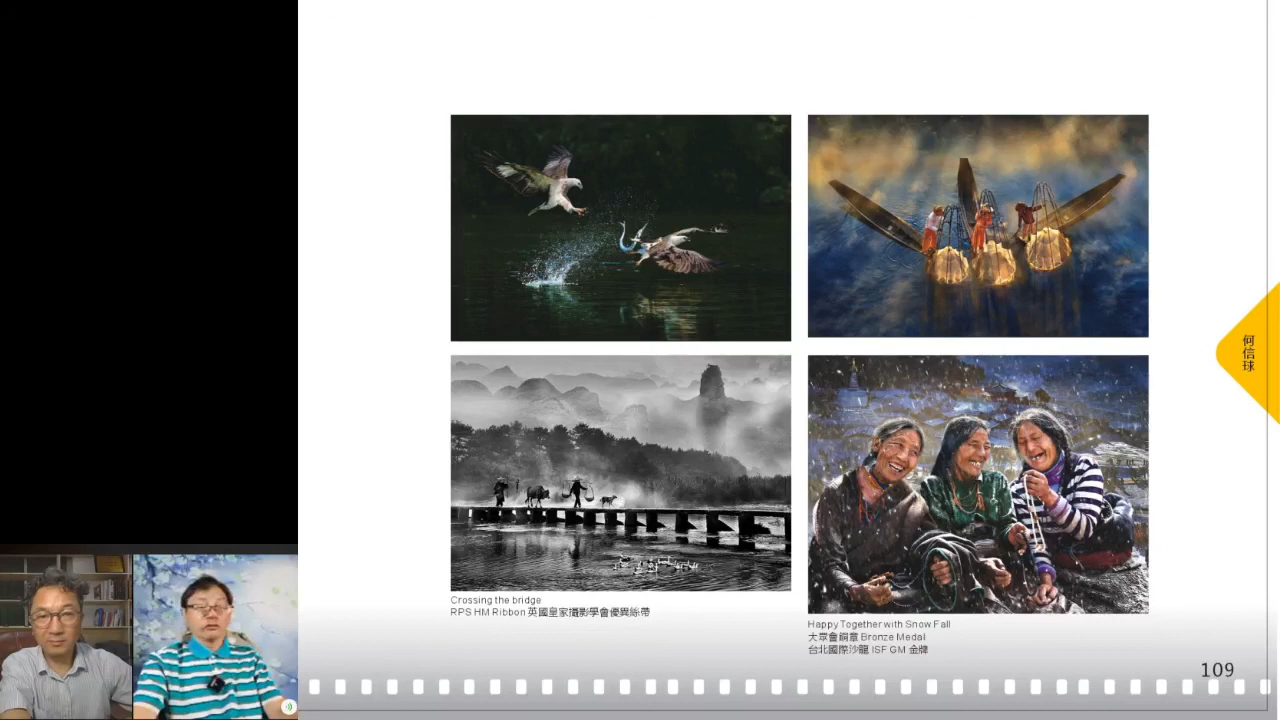 Crossing the bridge
RPS HM Ribbon 英國皇家攝影學會優異絲帶
Happy Together with Snow Fall
大眾會銅章 Bronze Medal
台北國際沙龍 ISF GM 金牌
何信球
109